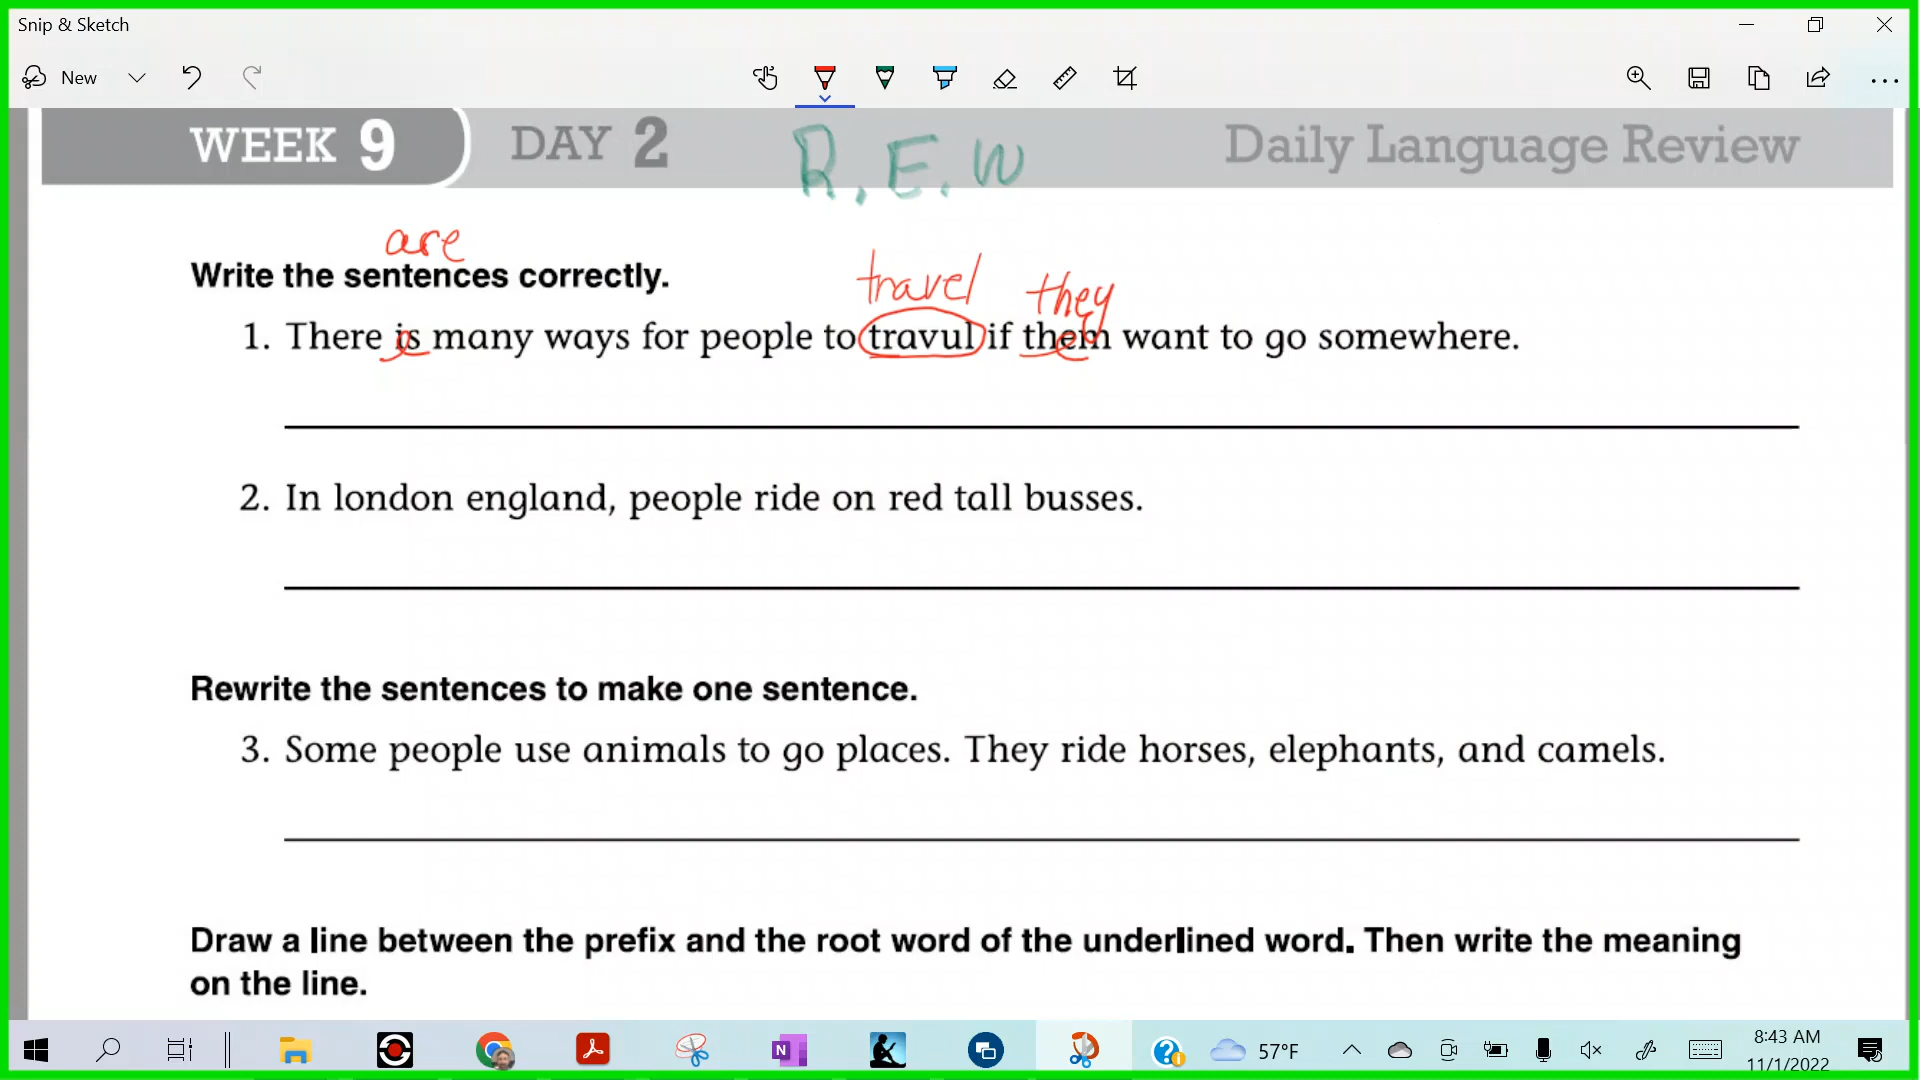 Snip & Sketch
New
WEEK 9 DAY 2 R.E.W Daily Language Review
are
Write the sentences correctly.
travel they
1. There is many ways for people to travul if them want to go somewhere.
2. In london england, people ride on red tall busses.
Rewrite the sentences to make one sentence.
3. Some people use animals to go places. They ride horses, elephants, and camels.
Draw a line between the prefix and the root word of the underlined word. Then write the meaning
on the line.
57°F
8:43 AM
11/1/2022